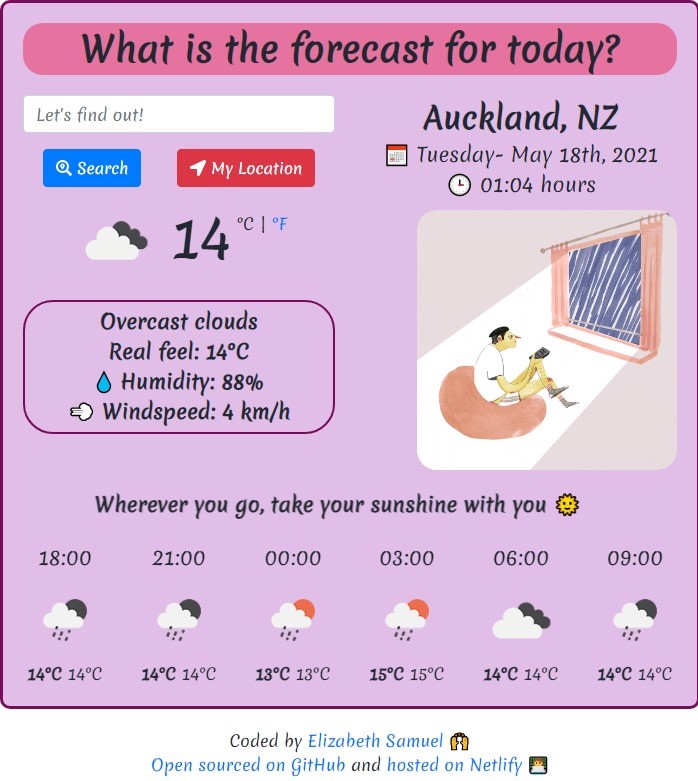 What is the forecast for today?
Let's find out!
Search
My Location
Auckland, NZ
Tuesday- May 18th, 2021
01:04 hours
14 °C | °F
Overcast clouds
Real feel: 14°C
Humidity: 88%
Windspeed: 4 km/h
Wherever you go, take your sunshine with you
18:00 21:00 00:00 03:00 06:00 09:00
14°C 14°C 14°C 14°C 13°C 13°C 15°C 15°C 14°C 14°C 14°C 14°C
Coded by Elizabeth Samuel
Open sourced on GitHub and hosted on Netlify